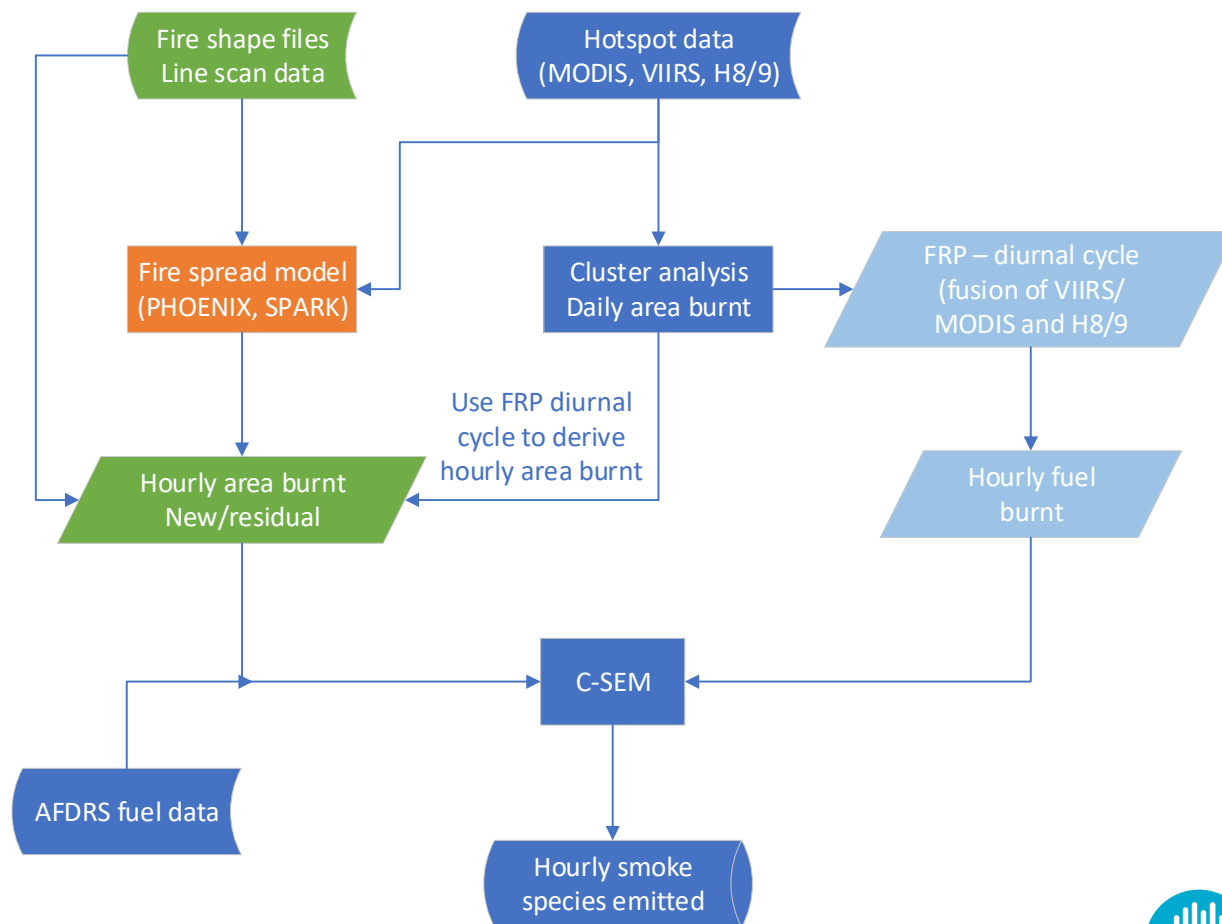 Fire shape files
Line scan data
Hotspot data
(MODIS, VIIRS, H8/9)
Fire spread model
(PHOENIX, SPARK)
Cluster analysis
Daily area burnt
FRP – diurnal cycle
(fusion of VIIRS/
MODIS and H8/9
Use FRP diurnal
cycle to derive
hourly area burnt
Hourly area burnt
New/residual
Hourly fuel
burnt
C-SEM
AFDRS fuel data
Hourly smoke
species emitted